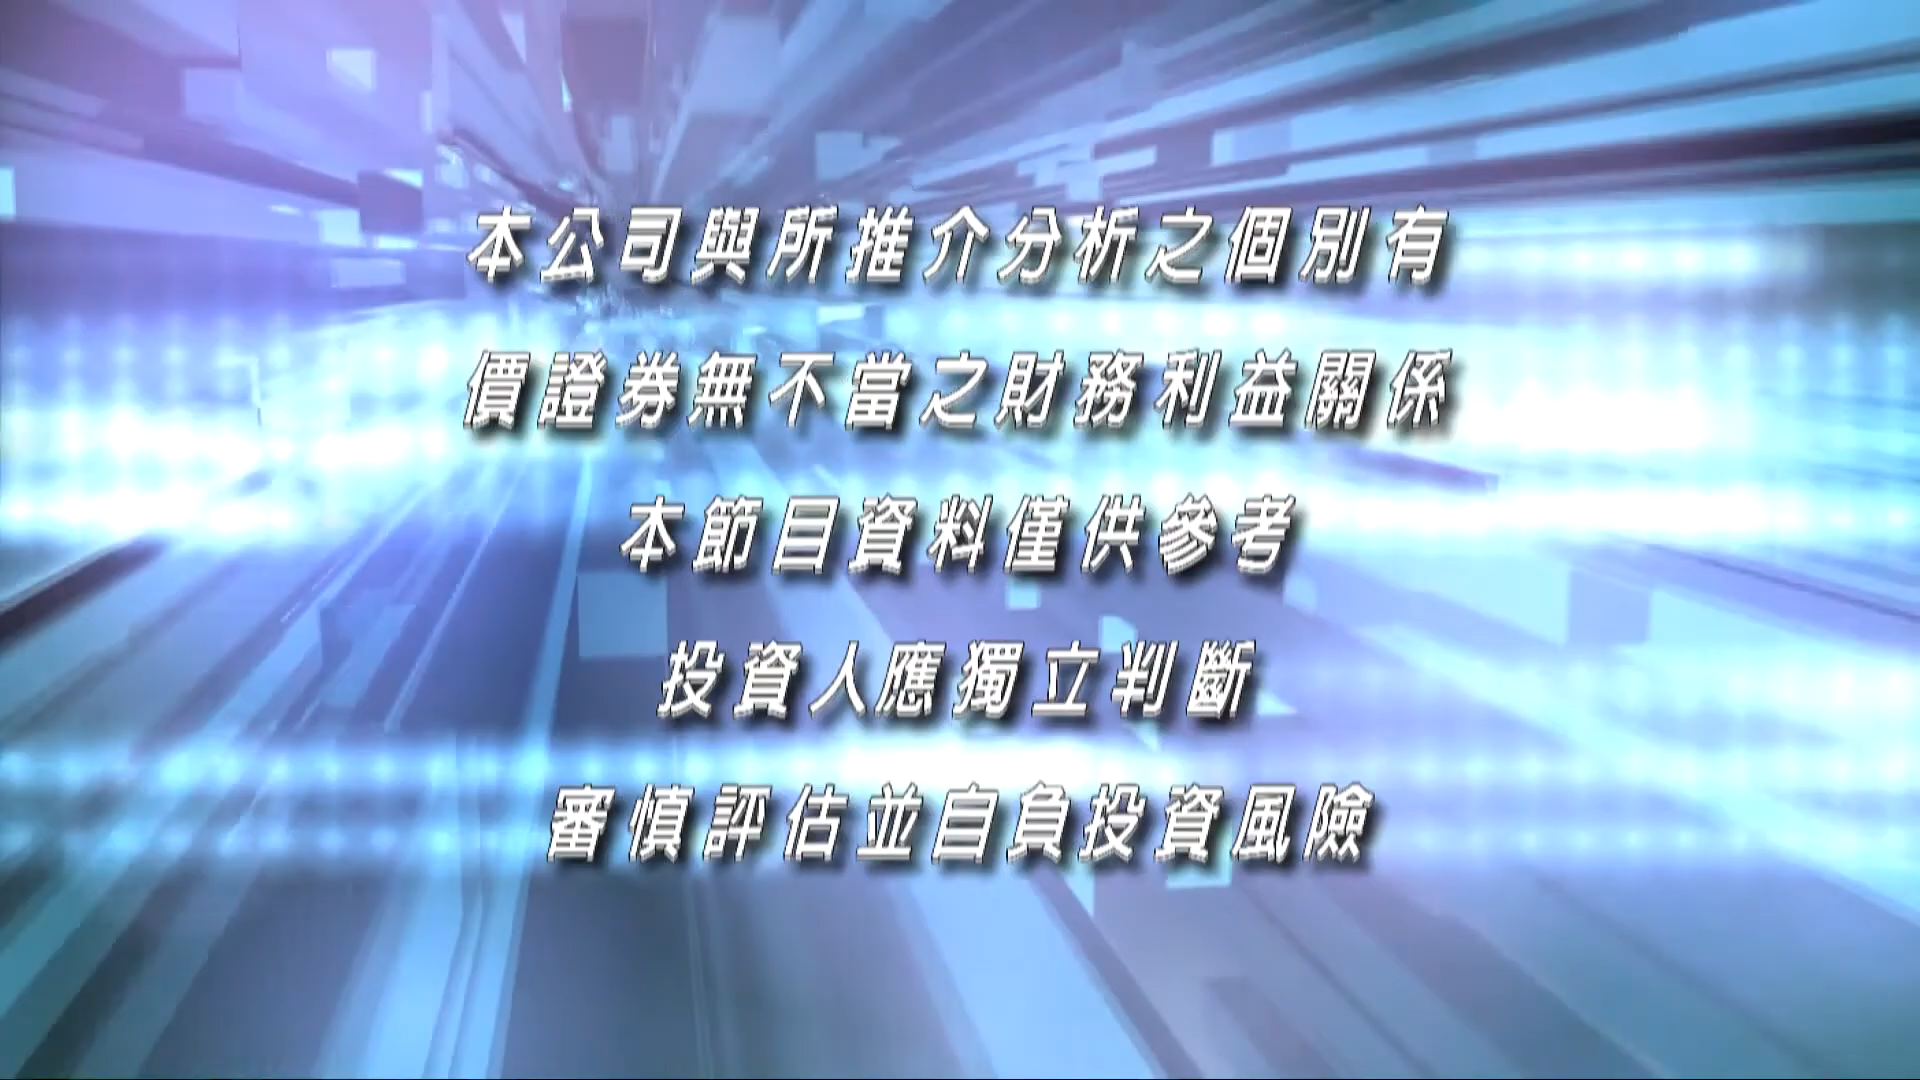 本公司與所推介分析之個別有
價證券無不當之財務利益關係
本節目資料僅供參考
投資人應獨立判斷
審慎評估並自負投資風險